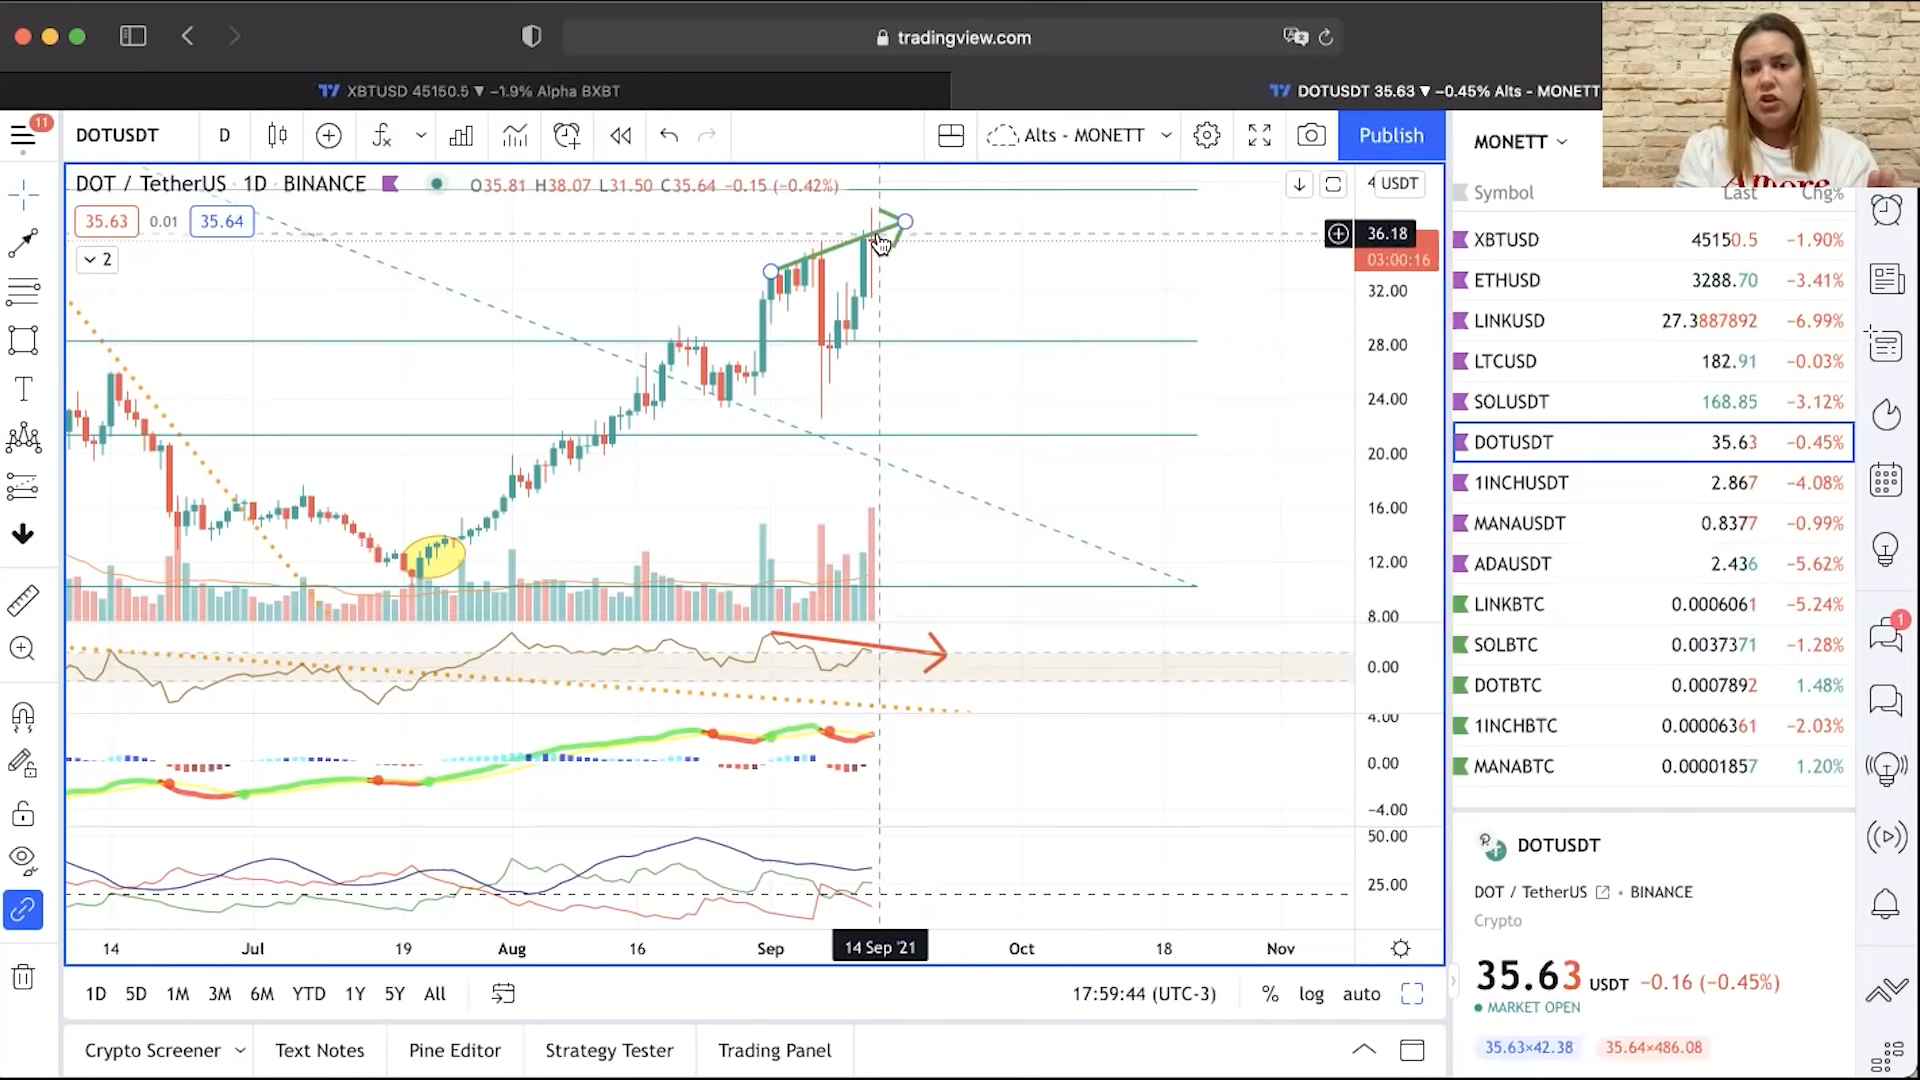 tradingview.com
XBTUSD 45150.5 ▼ −1.9% Alpha BXBT
DOTUSDT 35.63 ▼ −0.45% Alts - MONETT
11
DOTUSDT
D
Alts - MONETT
Publish
MONETT
Amore
DOT / TetherUS · 1D · BINANCE
O35.81 H38.07 L31.50 C35.64 −0.15 (−0.42%)
USDT
35.63
0.01
35.64
2
36.18
03:00:16
32.00
28.00
24.00
20.00
16.00
12.00
8.00
0.00
4.00
0.00
−4.00
50.00
25.00
14
Jul
19
Aug
16
Sep
14 Sep '21
Oct
18
Nov
1D 5D 1M 3M 6M YTD 1Y 5Y All
17:59:44 (UTC-3)
% log auto
Crypto Screener
Text Notes
Pine Editor
Strategy Tester
Trading Panel
Symbol Last Chg%
XBTUSD 45150.5 −1.90%
ETHUSD 3288.70 −3.41%
LINKUSD 27.3887892 −6.99%
LTCUSD 182.91 −0.03%
SOLUSDT 168.85 −3.12%
DOTUSDT 35.63 −0.45%
1INCHUSDT 2.867 −4.08%
MANAUSDT 0.8377 −0.99%
ADAUSDT 2.436 −5.62%
LINKBTC 0.0006061 −5.24%
SOLBTC 0.0037371 −1.28%
DOTBTC 0.0007892 1.48%
1INCHBTC 0.00006361 −2.03%
MANABTC 0.00001857 1.20%
1
DOTUSDT
DOT / TetherUS • BINANCE
Crypto
35.63 USDT −0.16 (−0.45%)
MARKET OPEN
35.63×42.38
35.64×486.08